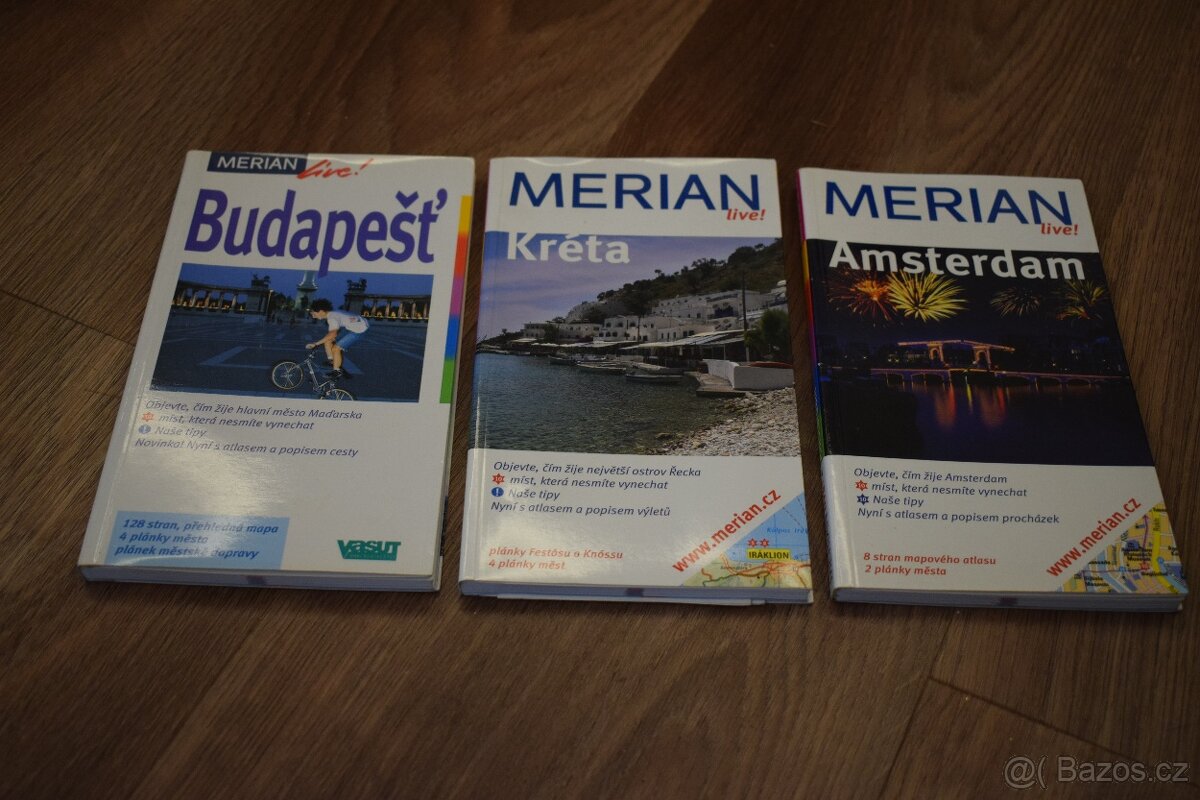 MERIAN live!
Budapešť
Objevte, čím žije hlavní město Maďarska
míst, která nesmíte vynechat
Naše tipy
Novinka! Nyní s atlasem a popisem cesty
128 stran, přehledná mapa
4 plánky města
plánek městské dopravy
vašut
MERIAN
live!
Kréta
Objevte, čím žije největší ostrov Řecka
míst, která nesmíte vynechat
Naše tipy
Nyní s atlasem a popisem výletů
plánky Festósu a Knóssu
4 plánky měst
www.merian.cz
IRÁKLION
MERIAN
live!
Amsterdam
Objevte, čím žije Amsterdam
míst, která nesmíte vynechat
Naše tipy
Nyní s atlasem a popisem procházek
8 stran mapového atlasu
2 plánky města
www.merian.cz
@( Bazos.cz